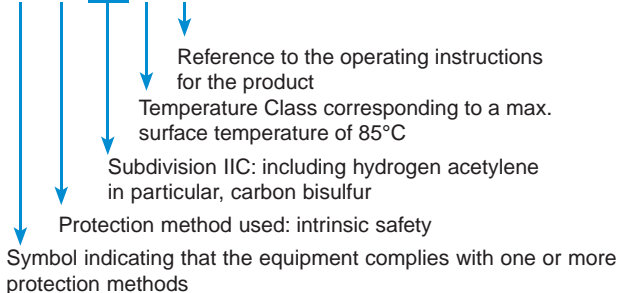 Reference to the operating instructions
for the product
Temperature Class corresponding to a max.
surface temperature of 85°C
Subdivision IIC: including hydrogen acetylene
in particular, carbon bisulfur
Protection method used: intrinsic safety
Symbol indicating that the equipment complies with one or more
protection methods